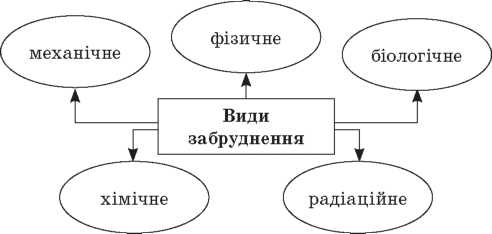 механічне
фізичне
біологічне
Види
забруднення
хімічне
радіаційне